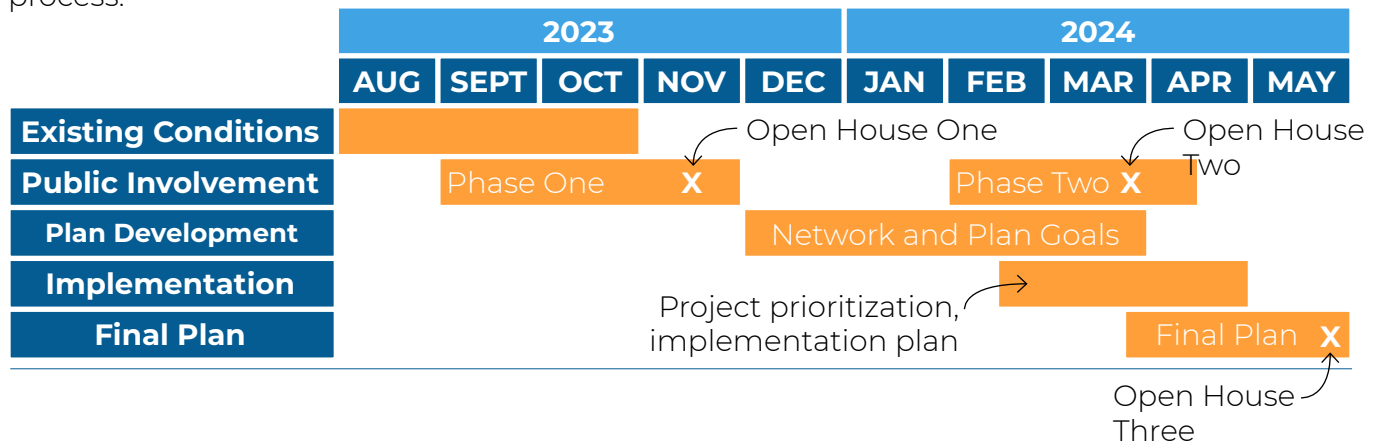 process.
2023 2024
AUG SEPT OCT NOV DEC JAN FEB MAR APR MAY
Existing Conditions
Open House One
Open House
Two
Public Involvement
Phase One X
Phase Two X
Plan Development
Network and Plan Goals
Implementation
Project prioritization,
implementation plan
Final Plan
Final Plan X
Open House
Three